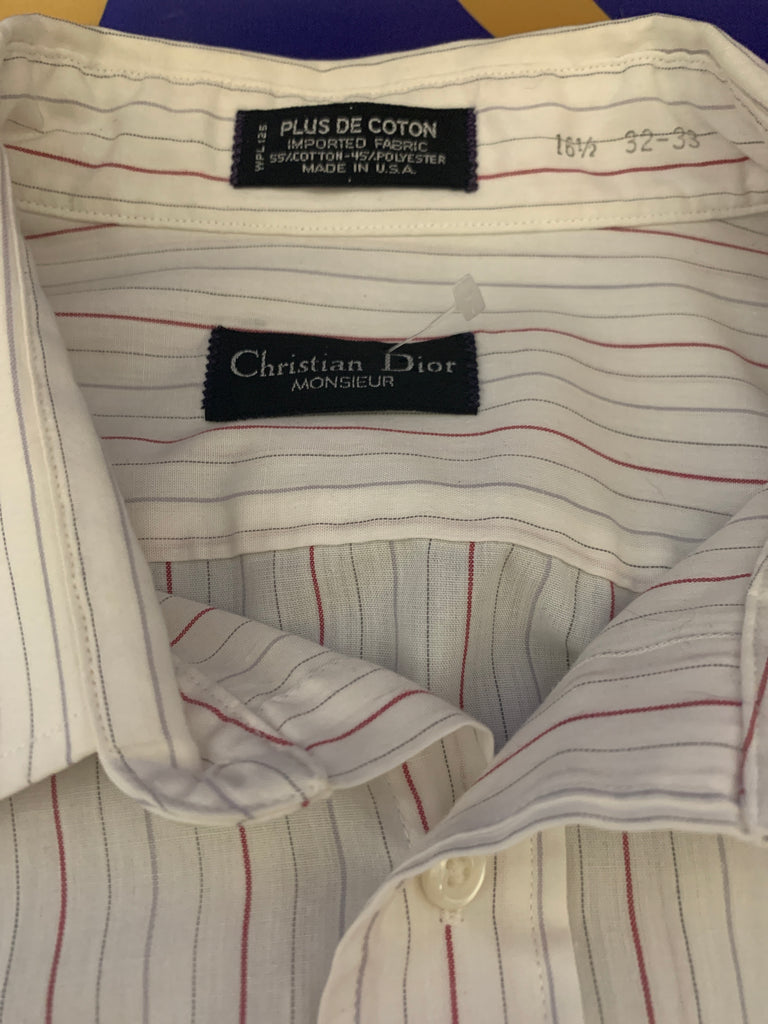 PLUS DE COTON
IMPORTED FABRIC
55%COTTON-45%POLYESTER
MADE IN U.S.A.
WPL 125
16½ 32-33
Christian Dior
MONSIEUR